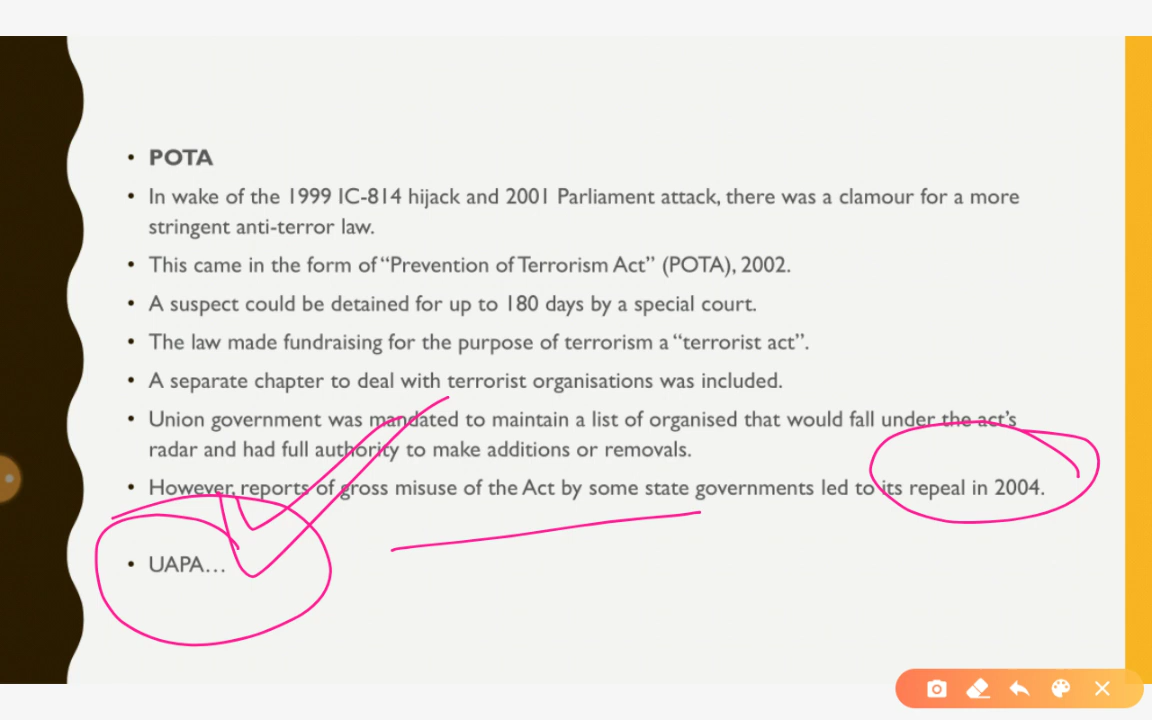 • POTA
• In wake of the 1999 IC-814 hijack and 2001 Parliament attack, there was a clamour for a more
stringent anti-terror law.
• This came in the form of “Prevention of Terrorism Act” (POTA), 2002.
• A suspect could be detained for up to 180 days by a special court.
• The law made fundraising for the purpose of terrorism a “terrorist act”.
• A separate chapter to deal with terrorist organisations was included.
• Union government was mandated to maintain a list of organised that would fall under the act’s
radar and had full authority to make additions or removals.
• However, reports of gross misuse of the Act by some state governments led to its repeal in 2004.
• UAPA…